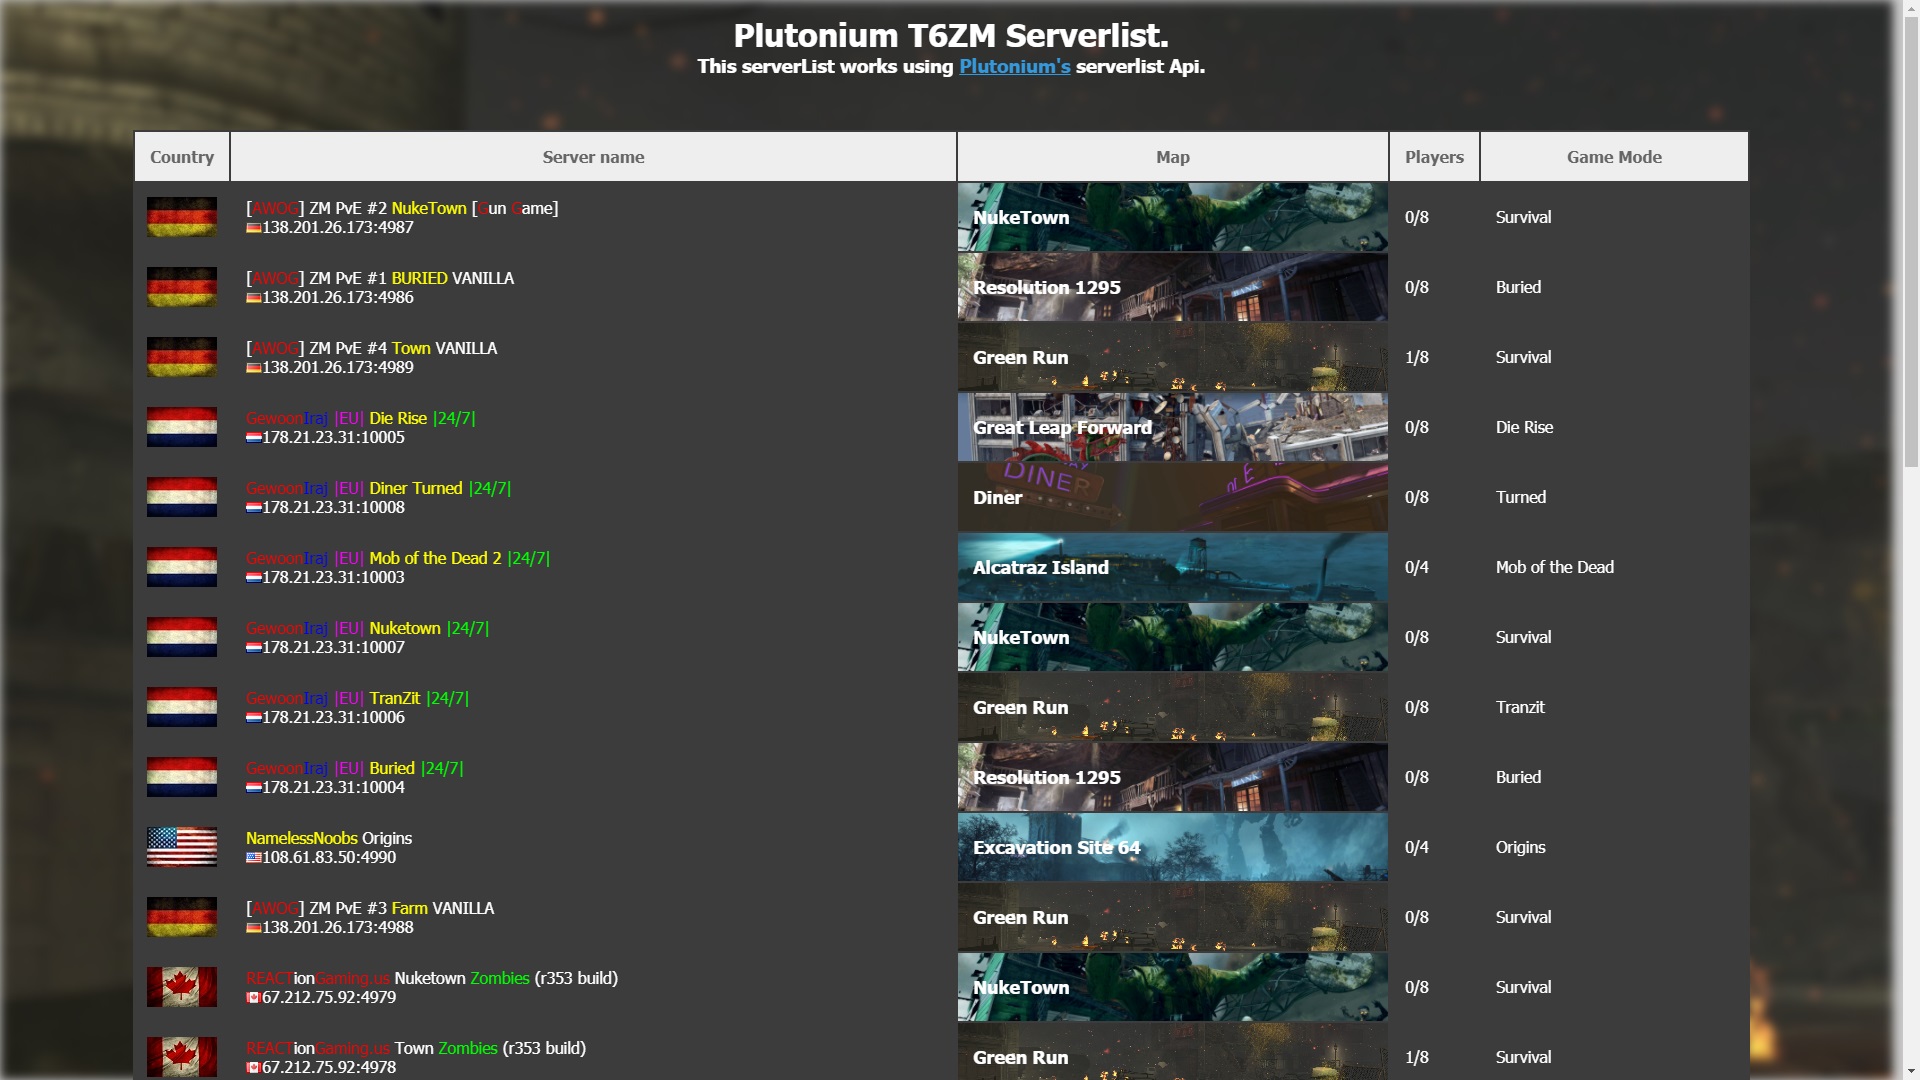 Plutonium T6ZM Serverlist.
This serverList works using Plutonium's serverlist Api.
Country Server name Map Players Game Mode
[AWOG] ZM PvE #2 NukeTown [Gun Game]
138.201.26.173:4987
NukeTown 0/8 Survival
[AWOG] ZM PvE #1 BURIED VANILLA
138.201.26.173:4986
Resolution 1295 0/8 Buried
BANK
[AWOG] ZM PvE #4 Town VANILLA
138.201.26.173:4989
Green Run 1/8 Survival
GewoonIraj |EU| Die Rise |24/7|
178.21.23.31:10005
Great Leap Forward 0/8 Die Rise
GewoonIraj |EU| Diner Turned |24/7|
178.21.23.31:10008
DINER
Diner 0/8 Turned
GewoonIraj |EU| Mob of the Dead 2 |24/7|
178.21.23.31:10003
Alcatraz Island 0/4 Mob of the Dead
GewoonIraj |EU| Nuketown |24/7|
178.21.23.31:10007
NukeTown 0/8 Survival
GewoonIraj |EU| TranZit |24/7|
178.21.23.31:10006
Green Run 0/8 Tranzit
GewoonIraj |EU| Buried |24/7|
178.21.23.31:10004
Resolution 1295 0/8 Buried
BANK
NamelessNoobs Origins
108.61.83.50:4990
Excavation Site 64 0/4 Origins
[AWOG] ZM PvE #3 Farm VANILLA
138.201.26.173:4988
Green Run 0/8 Survival
REACTionGaming.us Nuketown Zombies (r353 build)
67.212.75.92:4979
NukeTown 0/8 Survival
REACTionGaming.us Town Zombies (r353 build)
67.212.75.92:4978
Green Run 1/8 Survival